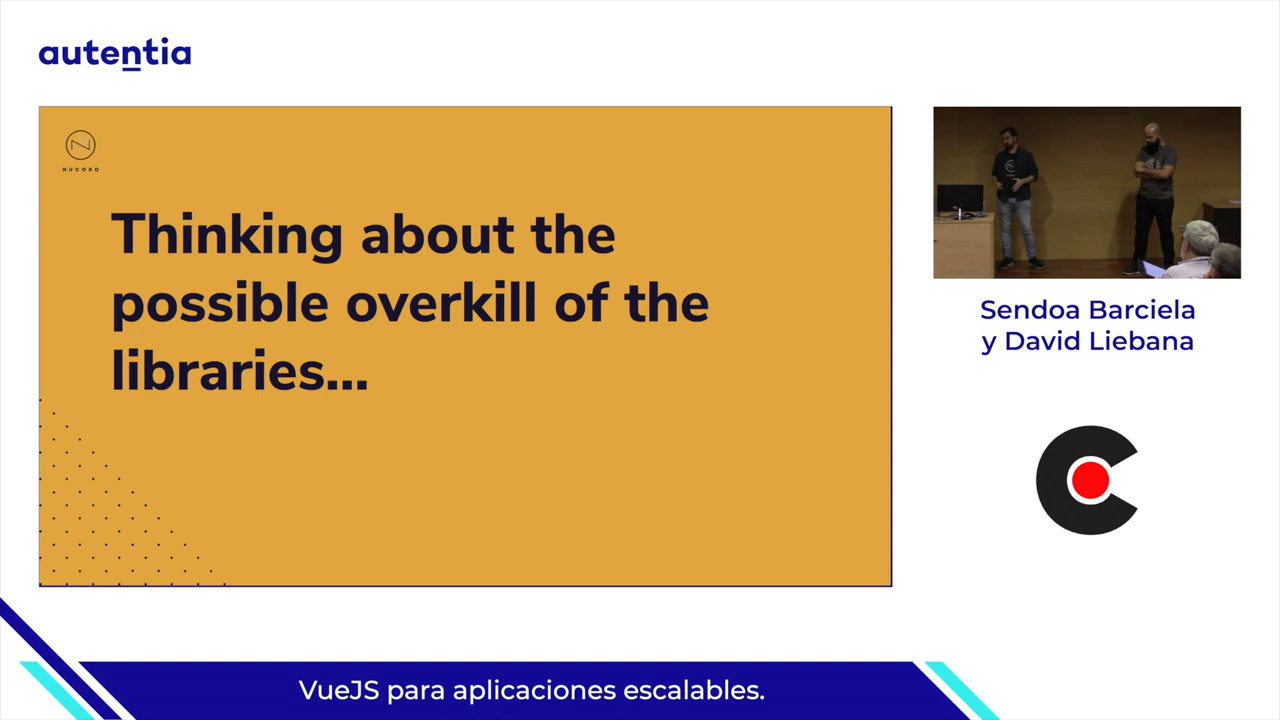 autentia
NUCORO
Thinking about the
possible overkill of the
libraries...
Sendoa Barciela
y David Liebana
VueJS para aplicaciones escalables.